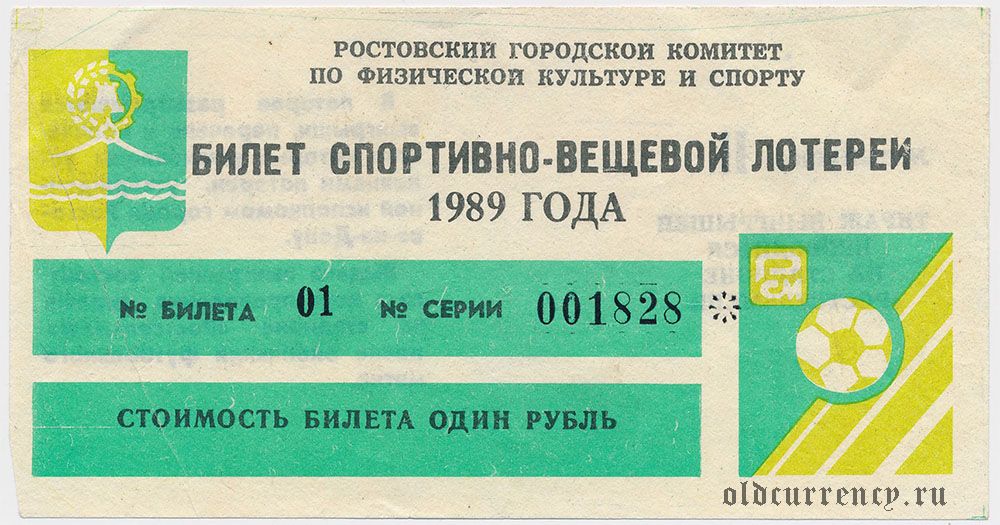 РОСТОВСКИЙ ГОРОДСКОЙ КОМИТЕТ
ПО ФИЗИЧЕСКОЙ КУЛЬТУРЕ И СПОРТУ
БИЛЕТ СПОРТИВНО-ВЕЩЕВОЙ ЛОТЕРЕИ
1989 ГОДА
№ БИЛЕТА 01 № СЕРИИ 001828
СТОИМОСТЬ БИЛЕТА ОДИН РУБЛЬ
oldcurrency.ru